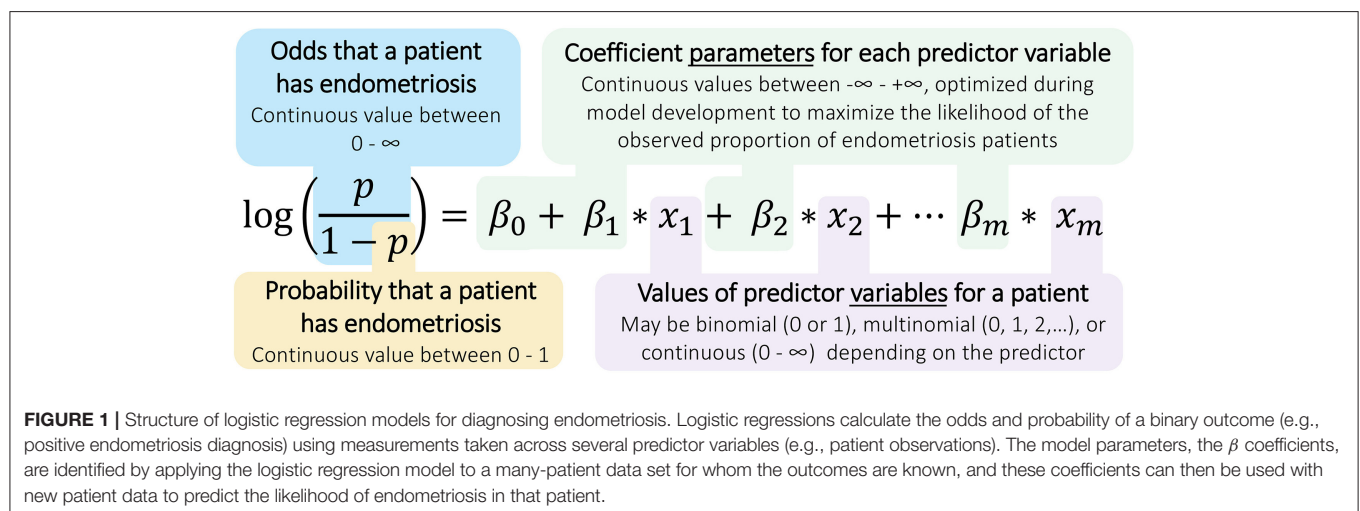 Odds that a patient
has endometriosis
Continuous value between
0 - ∞
Coefficient parameters for each predictor variable
Continuous values between -∞ - +∞, optimized during
model development to maximize the likelihood of the
observed proportion of endometriosis patients
log(p / 1 − p) = β0 + β1 * x1 + β2 * x2 + ⋯ βm * xm
Probability that a patient
has endometriosis
Continuous value between 0 - 1
Values of predictor variables for a patient
May be binomial (0 or 1), multinomial (0, 1, 2,...), or
continuous (0 - ∞) depending on the predictor
FIGURE 1 | Structure of logistic regression models for diagnosing endometriosis. Logistic regressions calculate the odds and probability of a binary outcome (e.g.,
positive endometriosis diagnosis) using measurements taken across several predictor variables (e.g., patient observations). The model parameters, the β coefficients,
are identified by applying the logistic regression model to a many-patient data set for whom the outcomes are known, and these coefficients can then be used with
new patient data to predict the likelihood of endometriosis in that patient.